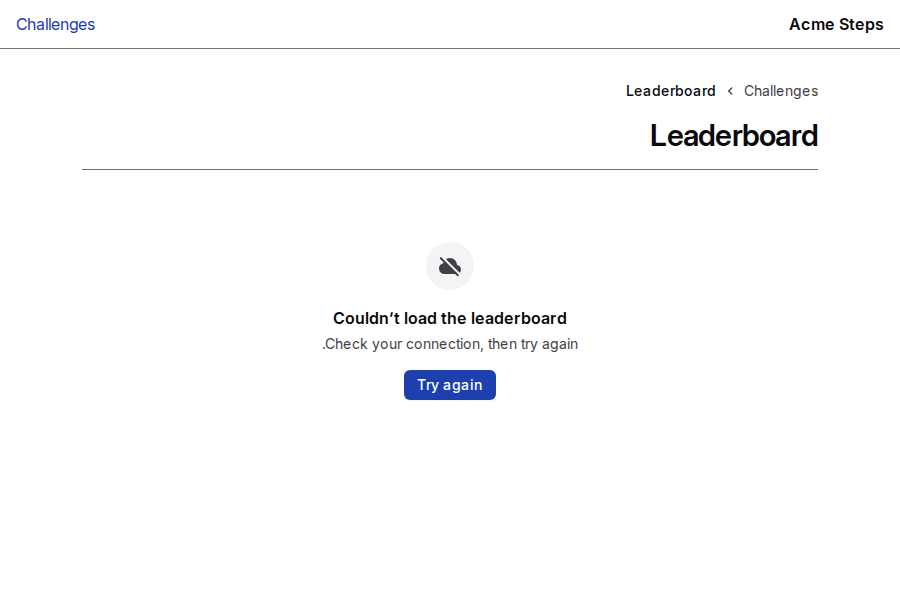 Acme Steps
Challenges
Challenges > Leaderboard
Leaderboard
Couldn’t load the leaderboard
Check your connection, then try again.
Try again